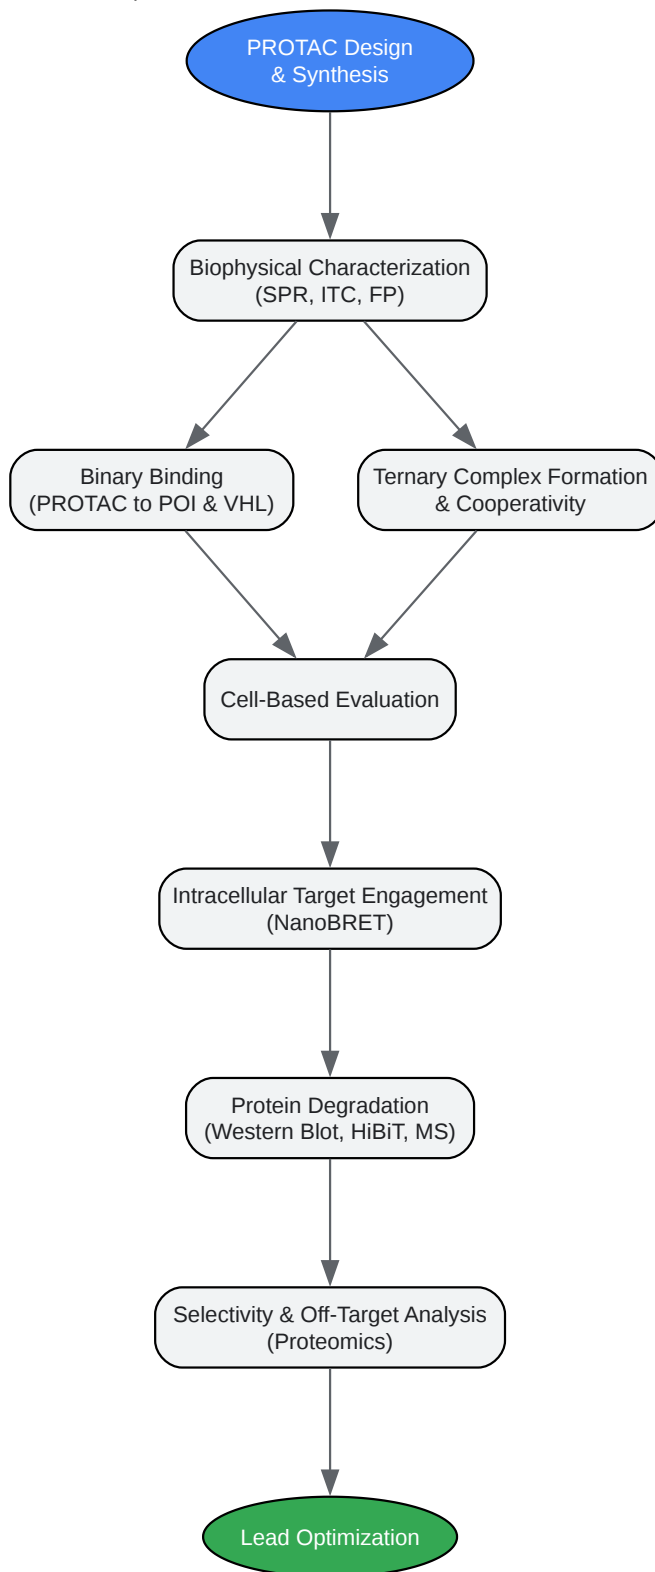 PROTAC Design
& Synthesis
Biophysical Characterization
(SPR, ITC, FP)
Binary Binding
(PROTAC to POI & VHL)
Ternary Complex Formation
& Cooperativity
Cell-Based Evaluation
Intracellular Target Engagement
(NanoBRET)
Protein Degradation
(Western Blot, HiBiT, MS)
Selectivity & Off-Target Analysis
(Proteomics)
Lead Optimization